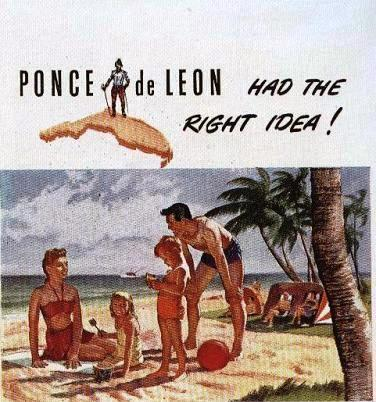 PONCE de LEON HAD THE
RIGHT IDEA!